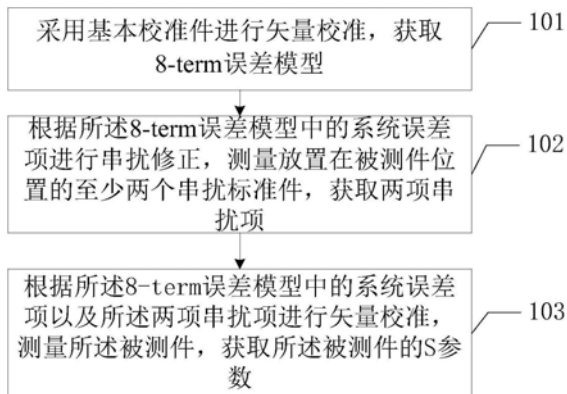 采用基本校准件进行矢量校准，获取
8-term误差模型
101
根据所述8-term误差模型中的系统误差
项进行串扰修正，测量放置在被测件位
置的至少两个串扰标准件，获取两项串
扰项
102
根据所述8-term误差模型中的系统误差
项以及所述两项串扰项进行矢量校准，
测量所述被测件，获取所述被测件的S参
数
103